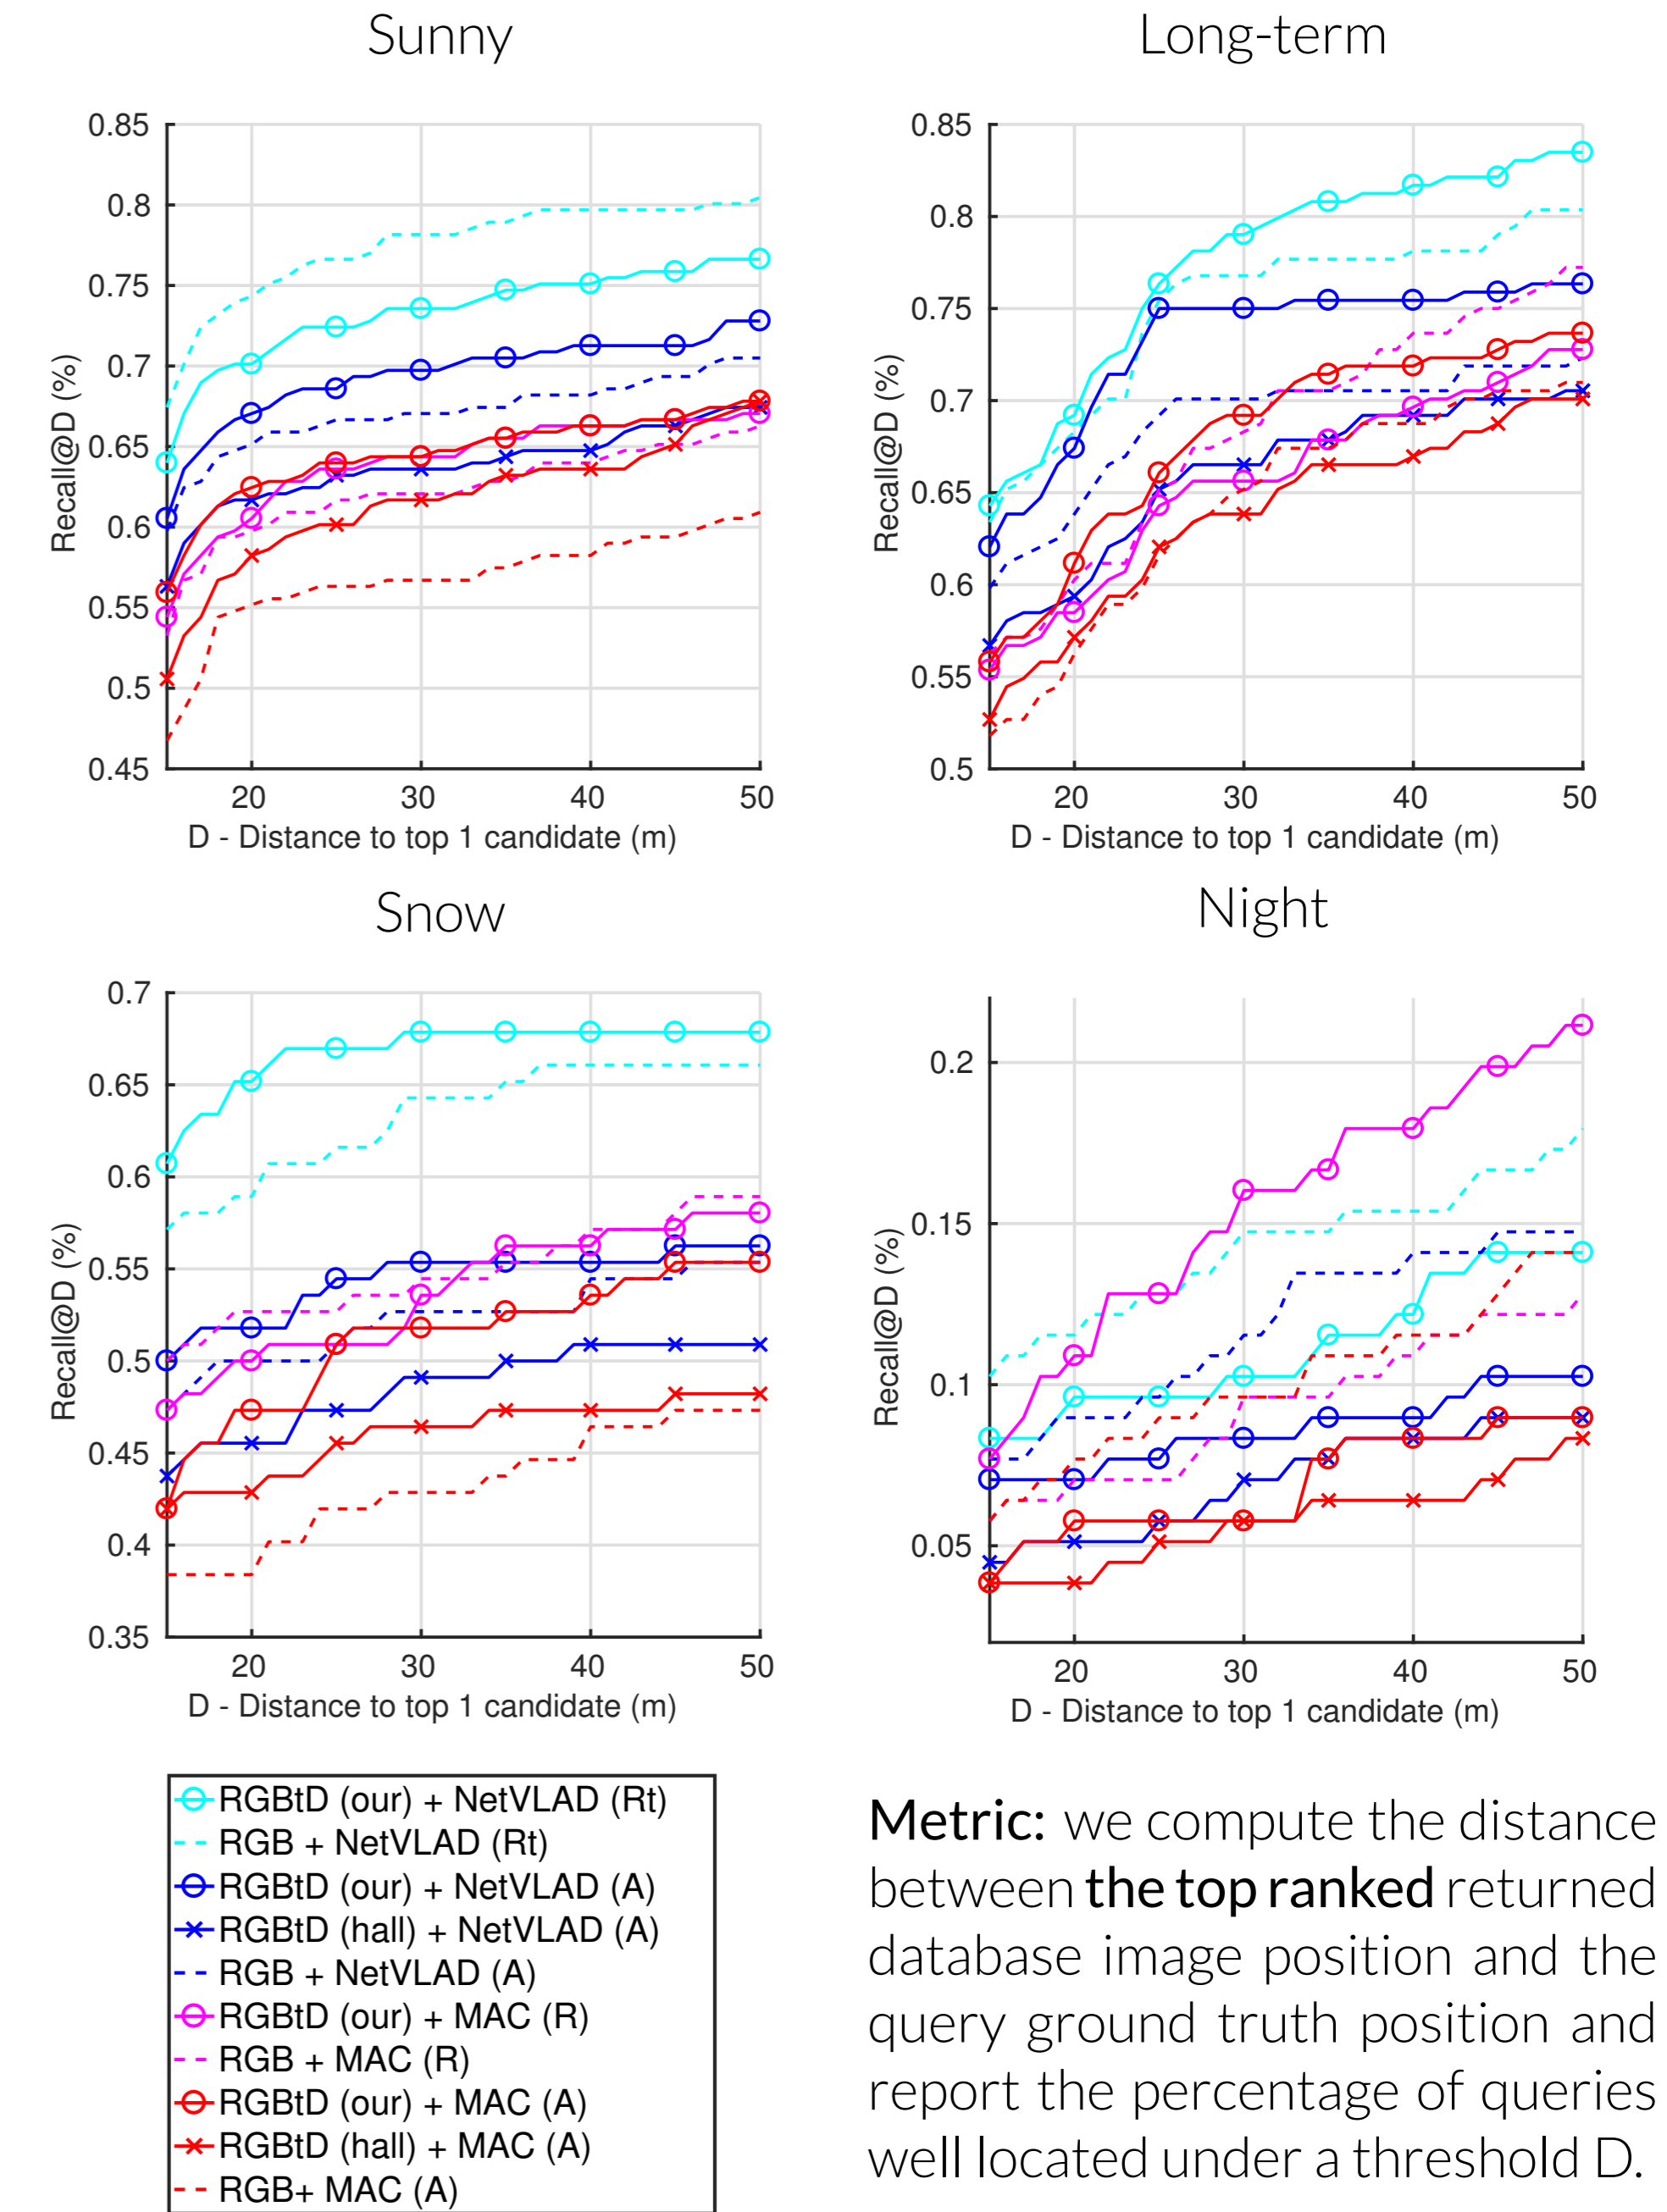 Sunny
0.85
0.8
0.75
0.7
0.65
0.6
0.55
0.5
0.45
Recall@D (%)
20 30 40 50
D - Distance to top 1 candidate (m)
Long-term
0.85
0.8
0.75
0.7
0.65
0.6
0.55
0.5
Recall@D (%)
20 30 40 50
D - Distance to top 1 candidate (m)
Snow
0.7
0.65
0.6
0.55
0.5
0.45
0.4
0.35
Recall@D (%)
20 30 40 50
D - Distance to top 1 candidate (m)
Night
0.2
0.15
0.1
0.05
Recall@D (%)
20 30 40 50
D - Distance to top 1 candidate (m)
RGBtD (our) + NetVLAD (Rt)
RGB + NetVLAD (Rt)
RGBtD (our) + NetVLAD (A)
RGBtD (hall) + NetVLAD (A)
RGB + NetVLAD (A)
RGBtD (our) + MAC (R)
RGB + MAC (R)
RGBtD (our) + MAC (A)
RGBtD (hall) + MAC (A)
RGB+ MAC (A)
Metric: we compute the distance
between the top ranked returned
database image position and the
query ground truth position and
report the percentage of queries
well located under a threshold D.